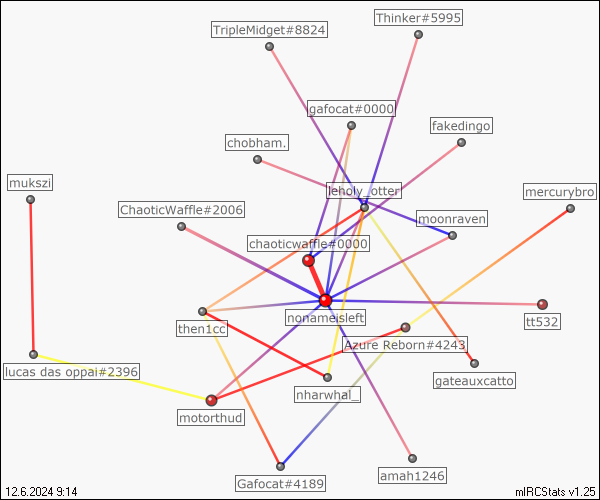 Thinker#5995
TripleMidget#8824
gafocat#0000
fakedingo
chobham.
mukszi
leholy_otter
mercurybro
ChaoticWaffle#2006
moonraven
chaoticwaffle#0000
nonameisleft
tt532
then1cc
Azure Reborn#4243
lucas das oppai#2396
gateauxcatto
nharwhal_
motorthud
amah1246
Gafocat#4189
12.6.2024 9:14
mIRCStats v1.25